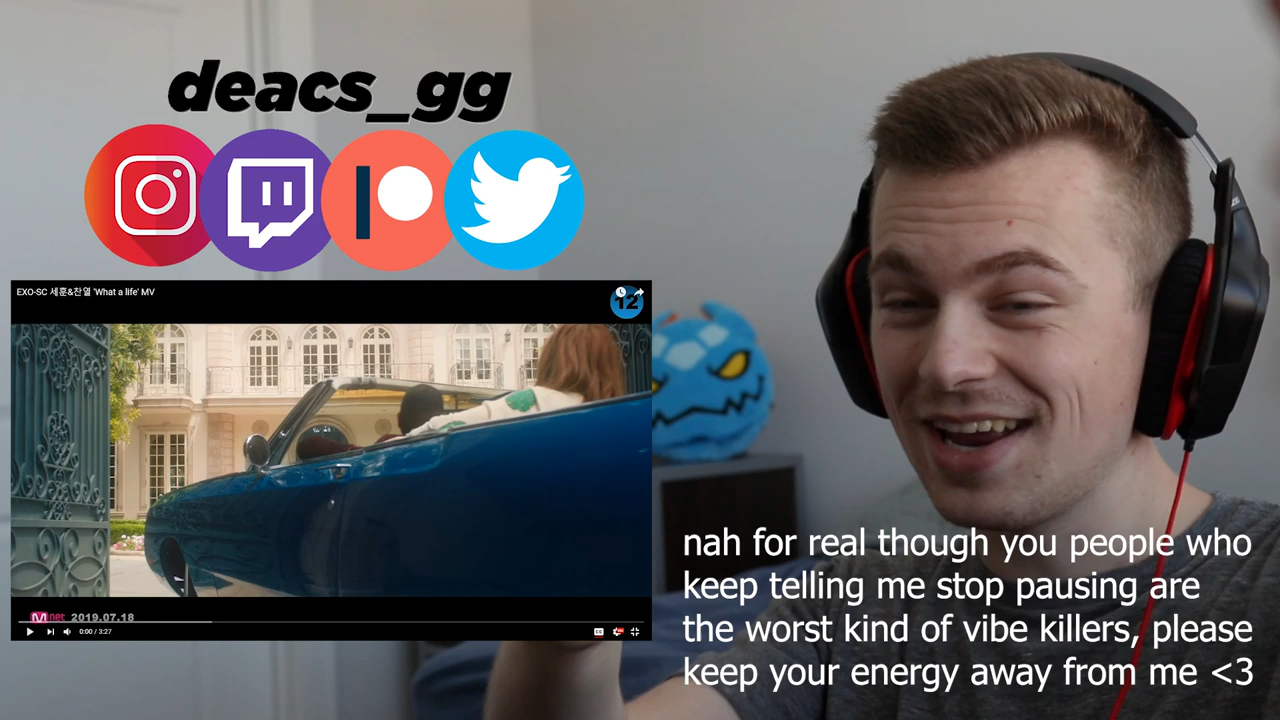 deacs_gg
EXO-SC 세훈&찬열 'What a life' MV
12
Mnet 2019.07.18
0:00 / 3:27
nah for real though you people who
keep telling me stop pausing are
the worst kind of vibe killers, please
keep your energy away from me <3